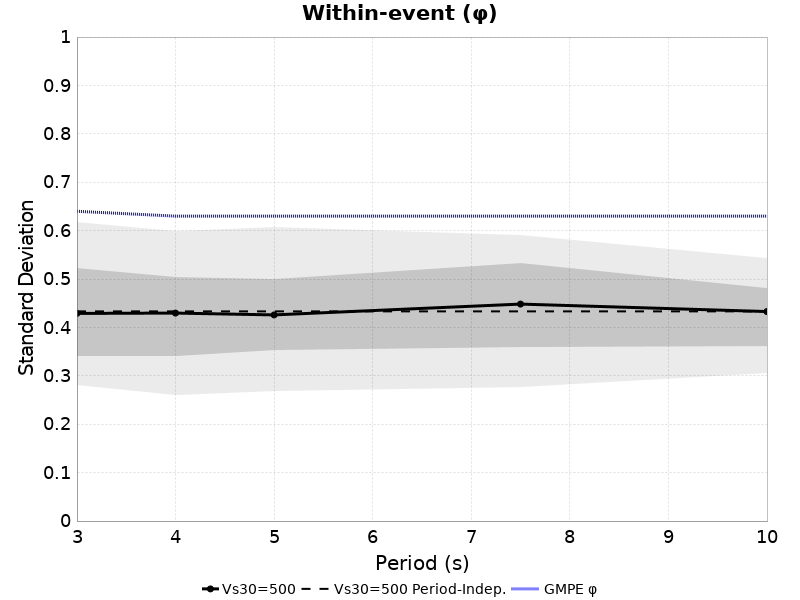 Within-event (φ)
1
0.9
0.8
0.7
0.6
0.5
0.4
0.3
0.2
0.1
0
Standard Deviation
3 4 5 6 7 8 9 10
Period (s)
Vs30=500 Vs30=500 Period-Indep. GMPE φ